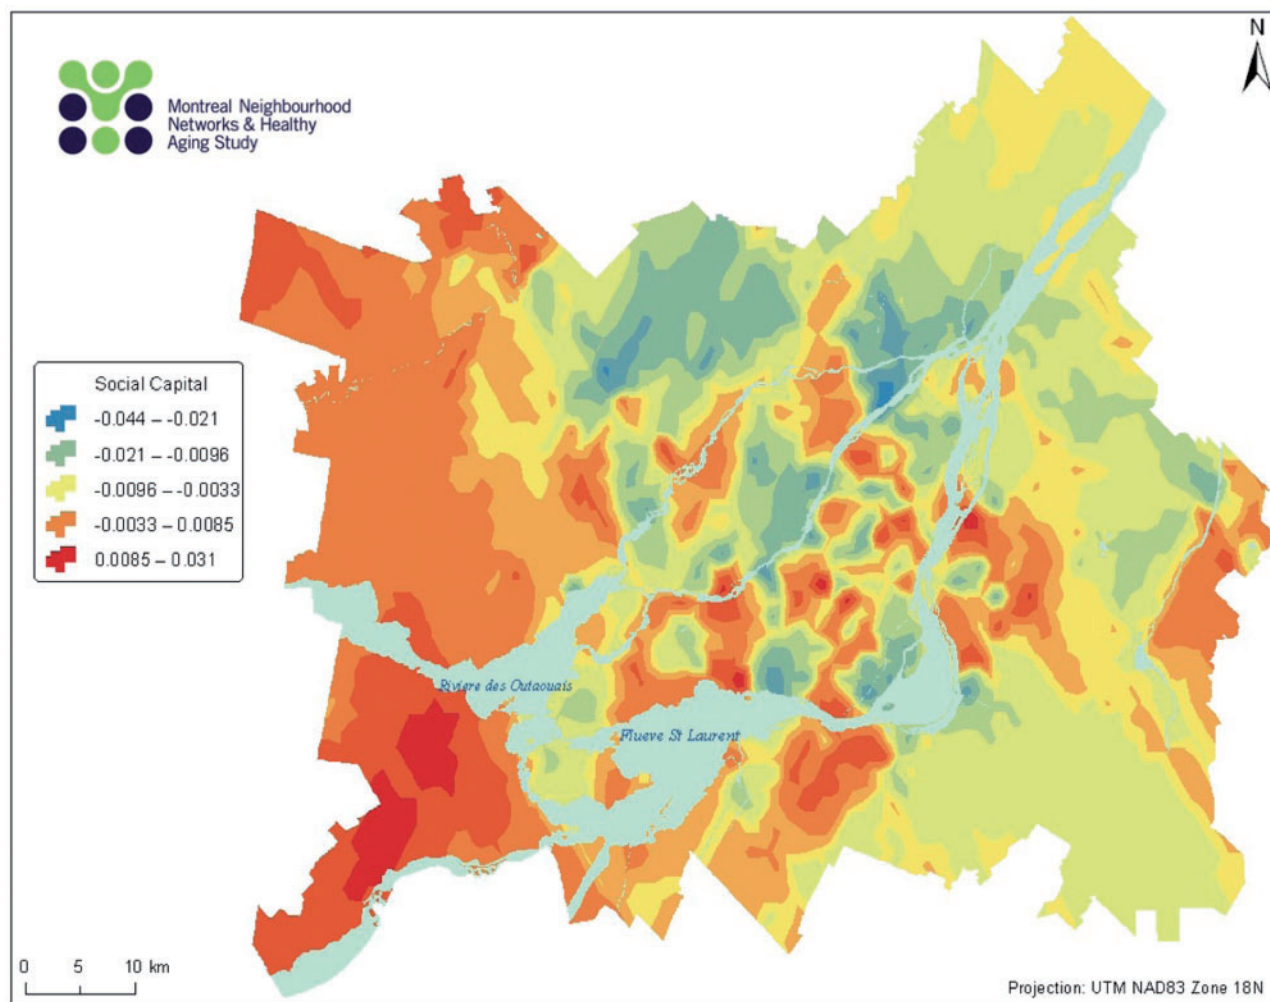 N
Montreal Neighbourhood
Networks & Healthy
Aging Study
Social Capital
-0.044 – -0.021
-0.021 – -0.0096
-0.0096 – -0.0033
-0.0033 – 0.0085
0.0085 – 0.031
Riviere des Outaouais
Flueve St Laurent
0 5 10 km
Projection: UTM NAD83 Zone 18N